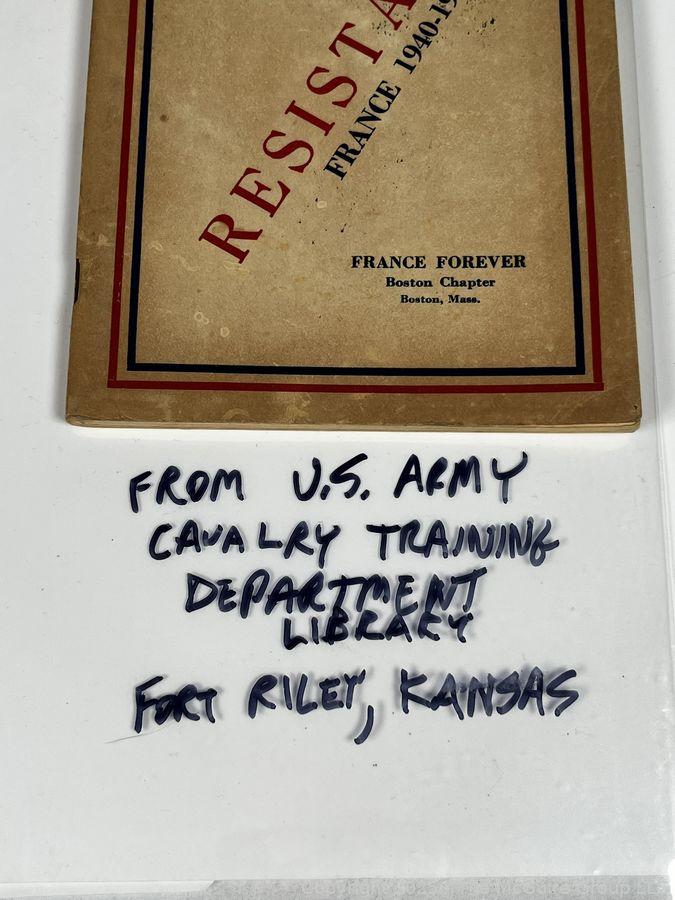 RESISTA
FRANCE 1940-19
FRANCE FOREVER
Boston Chapter
Boston, Mass.
FROM U.S. ARMY
CAVALRY TRAINING
DEPARTMENT
LIBRARY
FORT RILEY, KANSAS